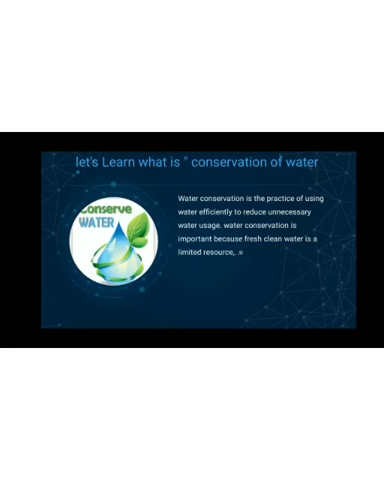 let's Learn what is " conservation of water
"
Conserve
WATER
Water conservation is the practice of using
water efficiently to reduce unnecessary
water usage. water conservation is
important because fresh clean water is a
limited resource,.